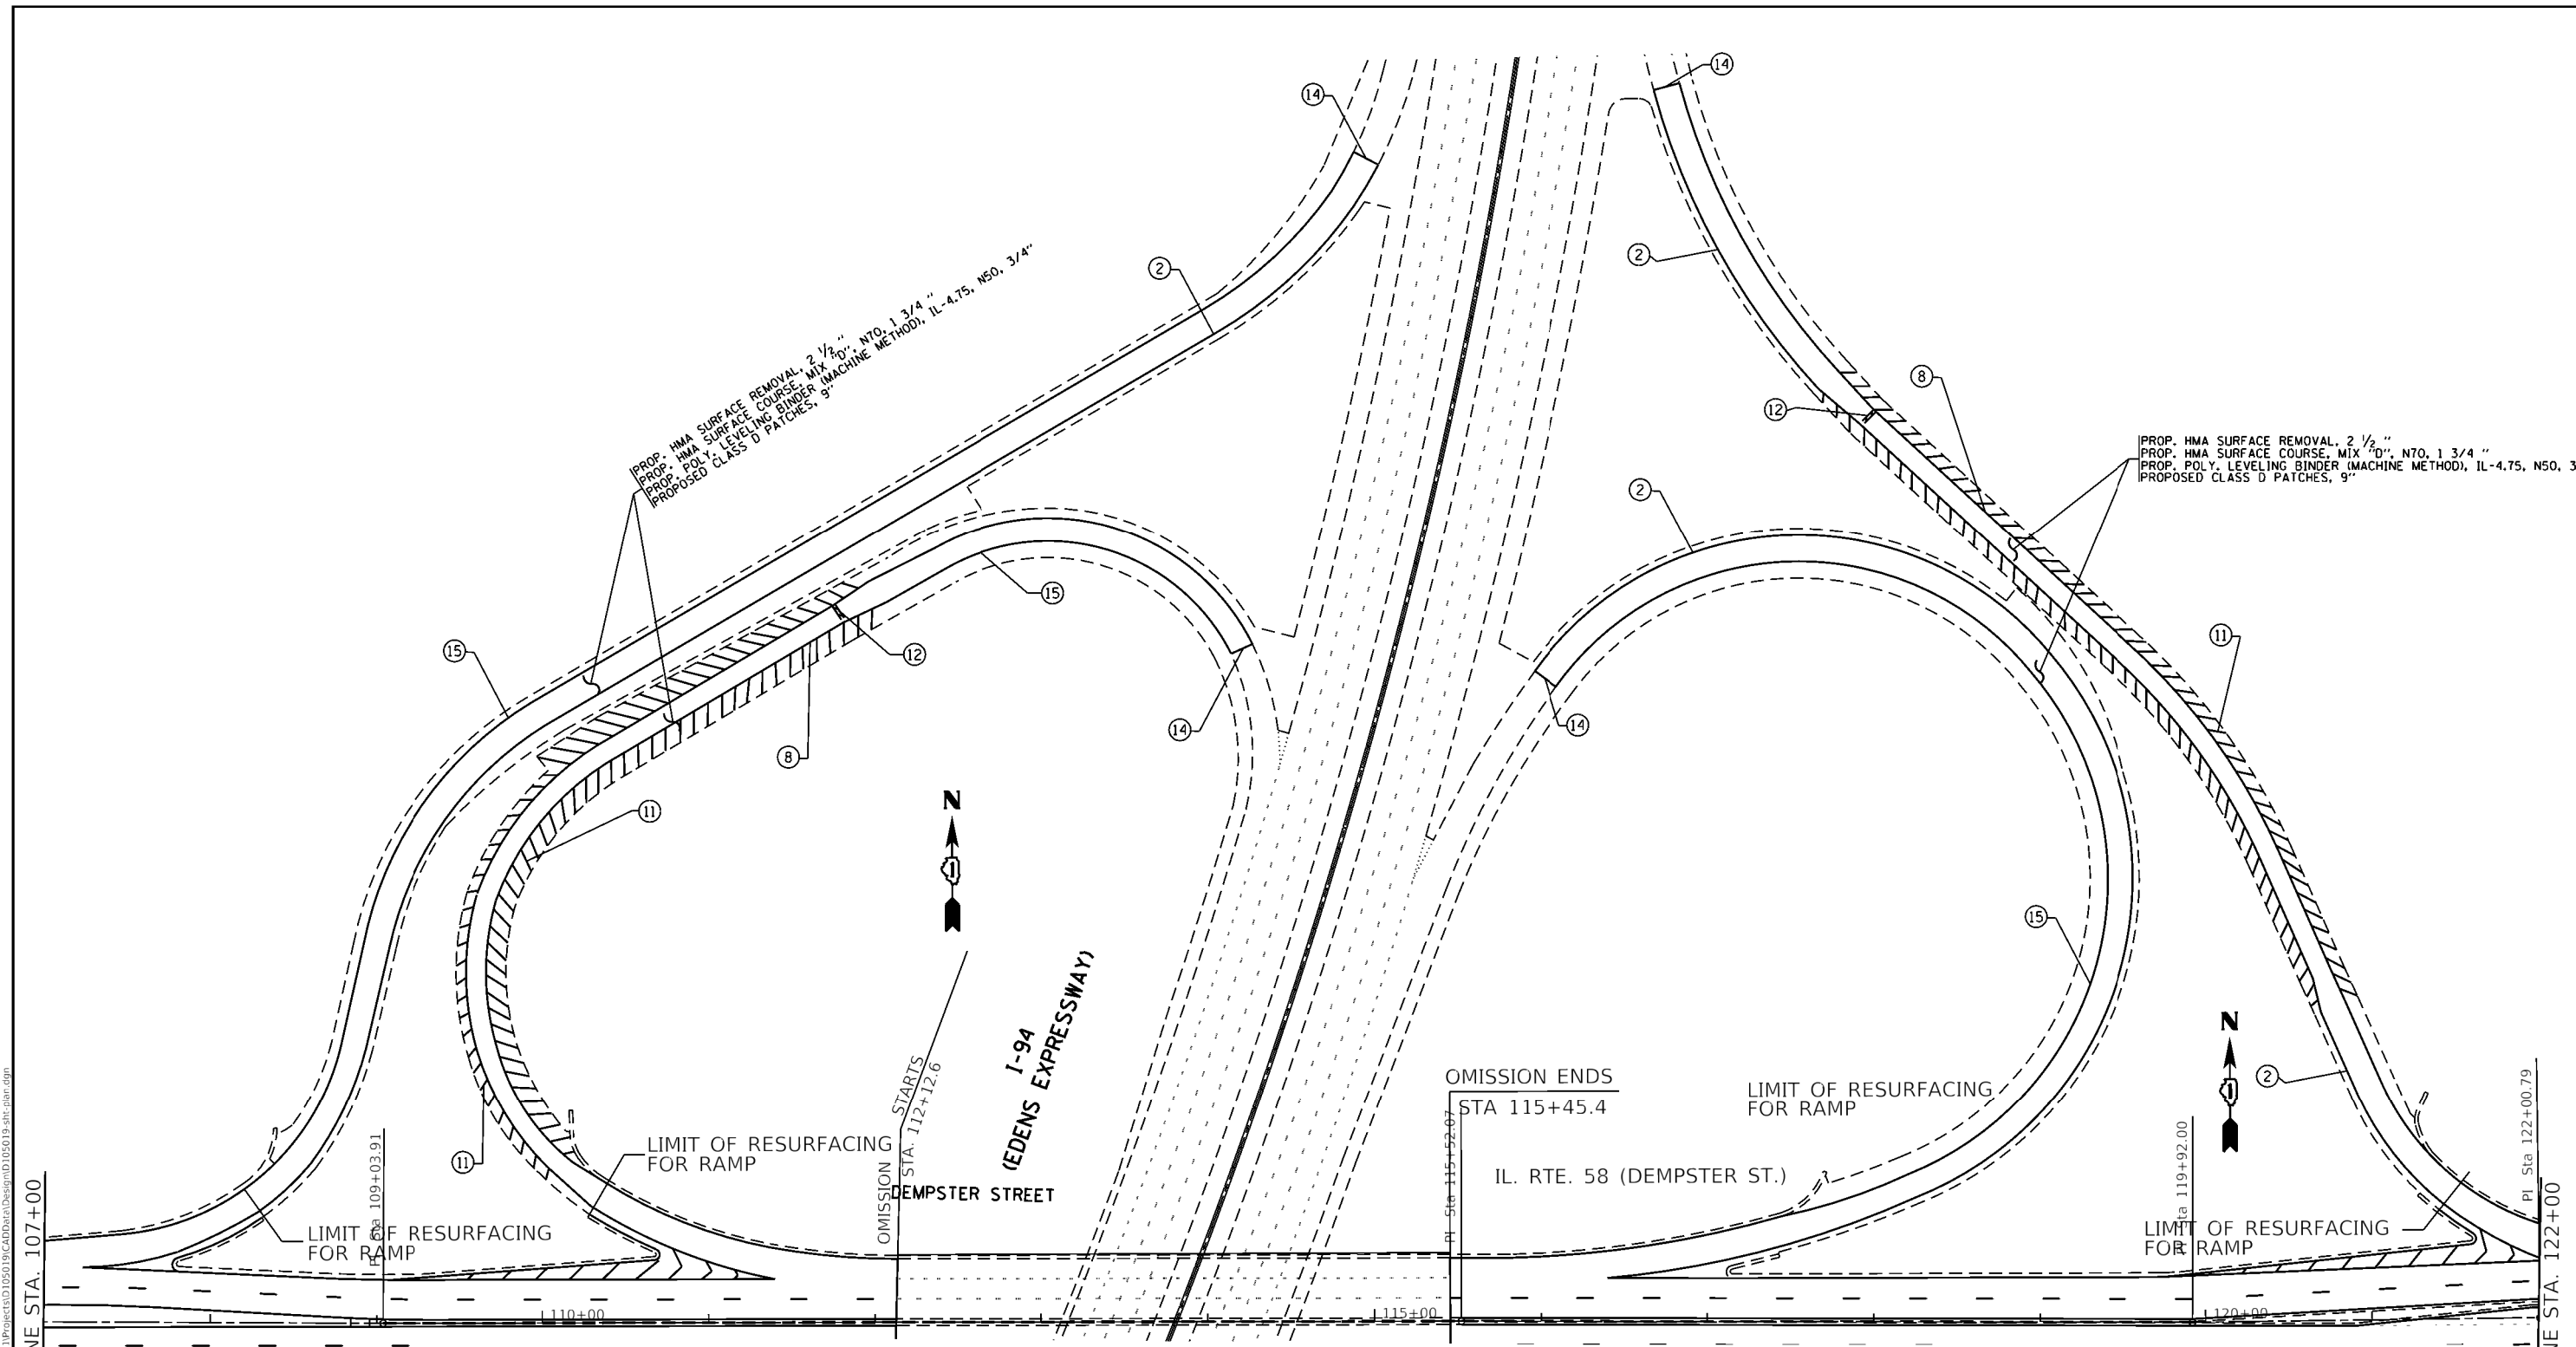 14
14
2
2
PROP. HMA SURFACE REMOVAL, 2 1/2 "
PROP. HMA SURFACE COURSE, MIX "D", N70, 1 3/4 "
PROP. POLY. LEVELING BINDER (MACHINE METHOD), IL-4.75, N50, 3/4"
PROPOSED CLASS D PATCHES, 9"
8
12
PROP. HMA SURFACE REMOVAL, 2 1/2 "
PROP. HMA SURFACE COURSE, MIX "D", N70, 1 3/4 "
PROP. POLY. LEVELING BINDER (MACHINE METHOD), IL-4.75, N50, 3
PROPOSED CLASS D PATCHES, 9"
2
15
15
12
11
14
14
8
11
N
15
I-94
(EDENS EXPRESSWAY)
N
OMISSION STARTS
STA. 112+12.6
OMISSION ENDS
STA 115+45.4
LIMIT OF RESURFACING
FOR RAMP
2
11
LIMIT OF RESURFACING
FOR RAMP
DEMPSTER STREET
IL. RTE. 58 (DEMPSTER ST.)
LIMIT OF RESURFACING
FOR RAMP
LIMIT OF RESURFACING
FOR RAMP
PI Sta 109+03.91
PI Sta 115+52.07
PI Sta 119+92.00
PI Sta 122+00.79
NE STA. 107+00
NE STA. 122+00
110+00
115+00
120+00